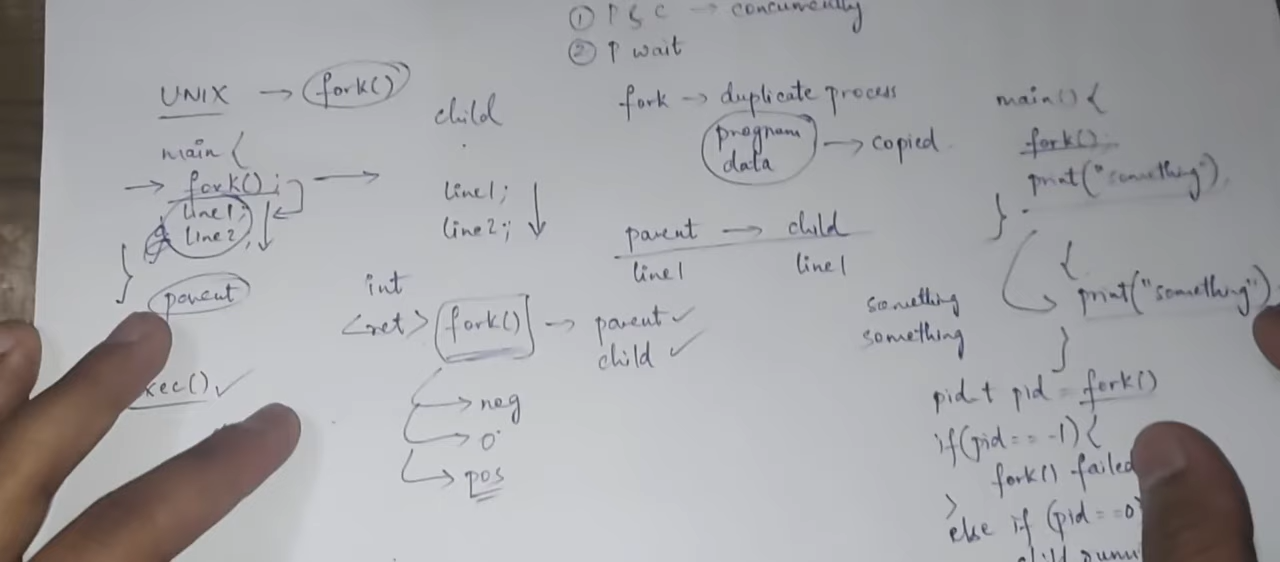 ① P & C → concurrently
② P wait
UNIX → fork()
main {
→ fork(); →
line1;
line2;
}
parent
exec() ✓
child
line1;
line2;
int
<ret> fork() → parent ✓
child ✓
→ neg
→ 0
→ pos
fork → duplicate process
program
data → copied
parent → child
line1 line1
something
something
main() {
fork();
print("something");
}
{
print("something")
}
pid_t pid = fork()
if(pid == -1){
fork() failed
}
else if (pid == 0)
child